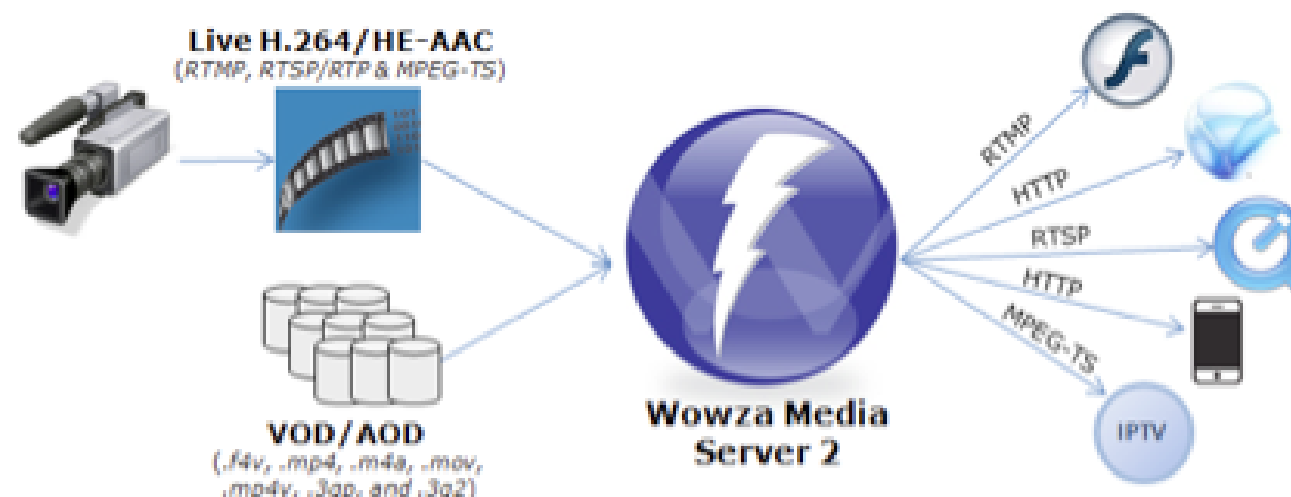 Live H.264/HE-AAC
(RTMP, RTSP/RTP & MPEG-TS)
VOD/AOD
(.f4v, .mp4, .m4a, .mov,
.mp4v, .3gp, and .3g2)
Wowza Media
Server 2
RTMP
HTTP
RTSP
HTTP
MPEG-TS
IPTV